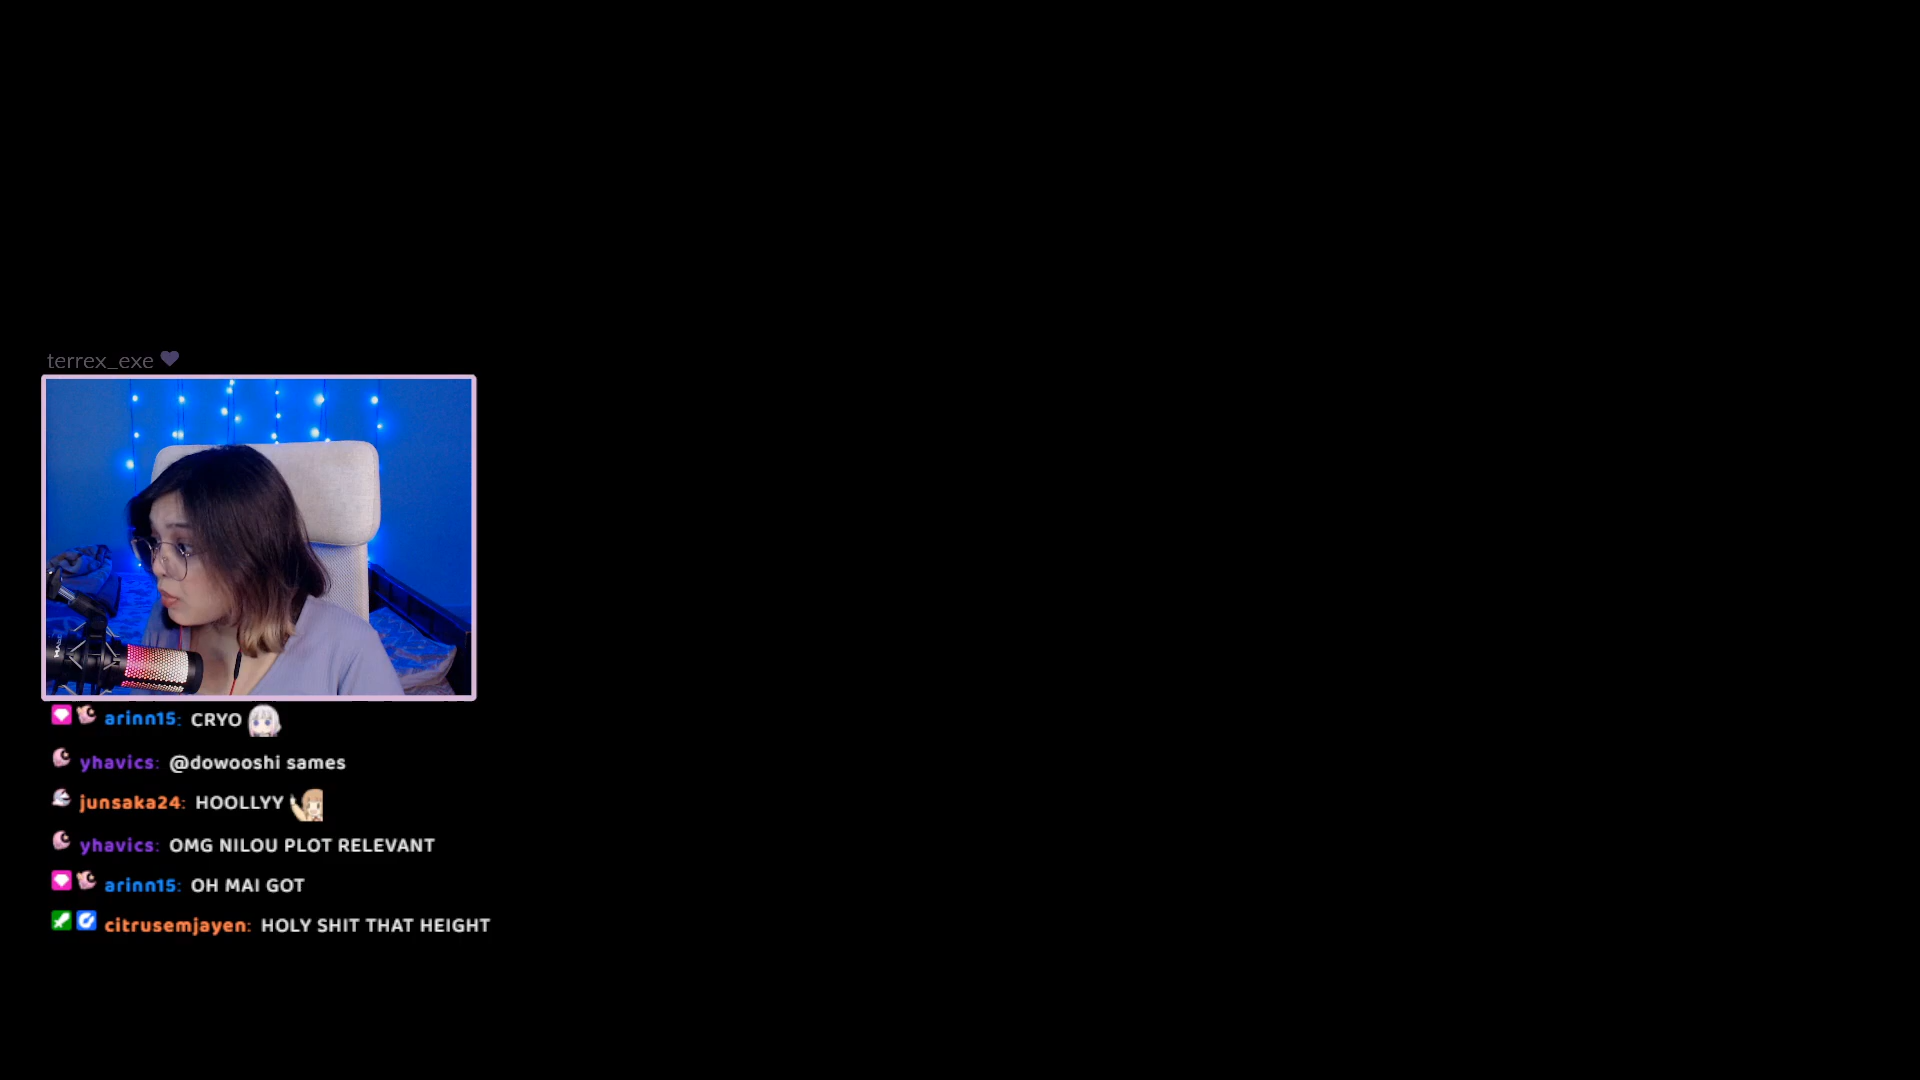 terrex_exe
arinn15: CRYO
yhavics: @dowooshi sames
junsaka24: HOOLLYY
yhavics: OMG NILOU PLOT RELEVANT
arinn15: OH MAI GOT
citrusemjayen: HOLY SHIT THAT HEIGHT